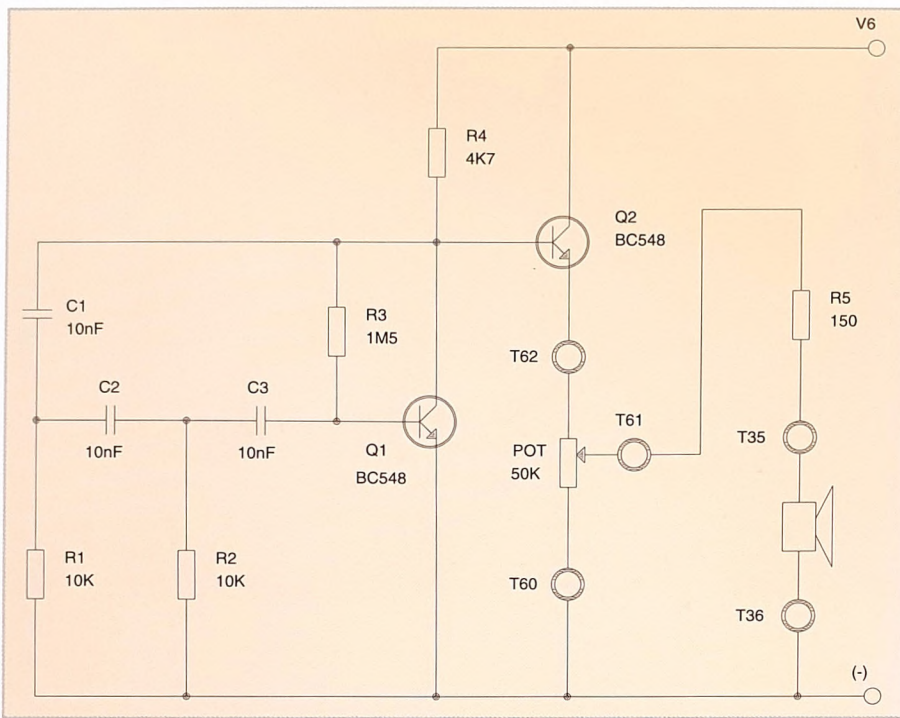 V6
R4
4K7
Q2
BC548
C1
10nF
R3
1M5
R5
150
T62
C2
10nF
C3
10nF
T61
T35
Q1
BC548
POT
50K
R1
10K
R2
10K
T60
T36
(-)